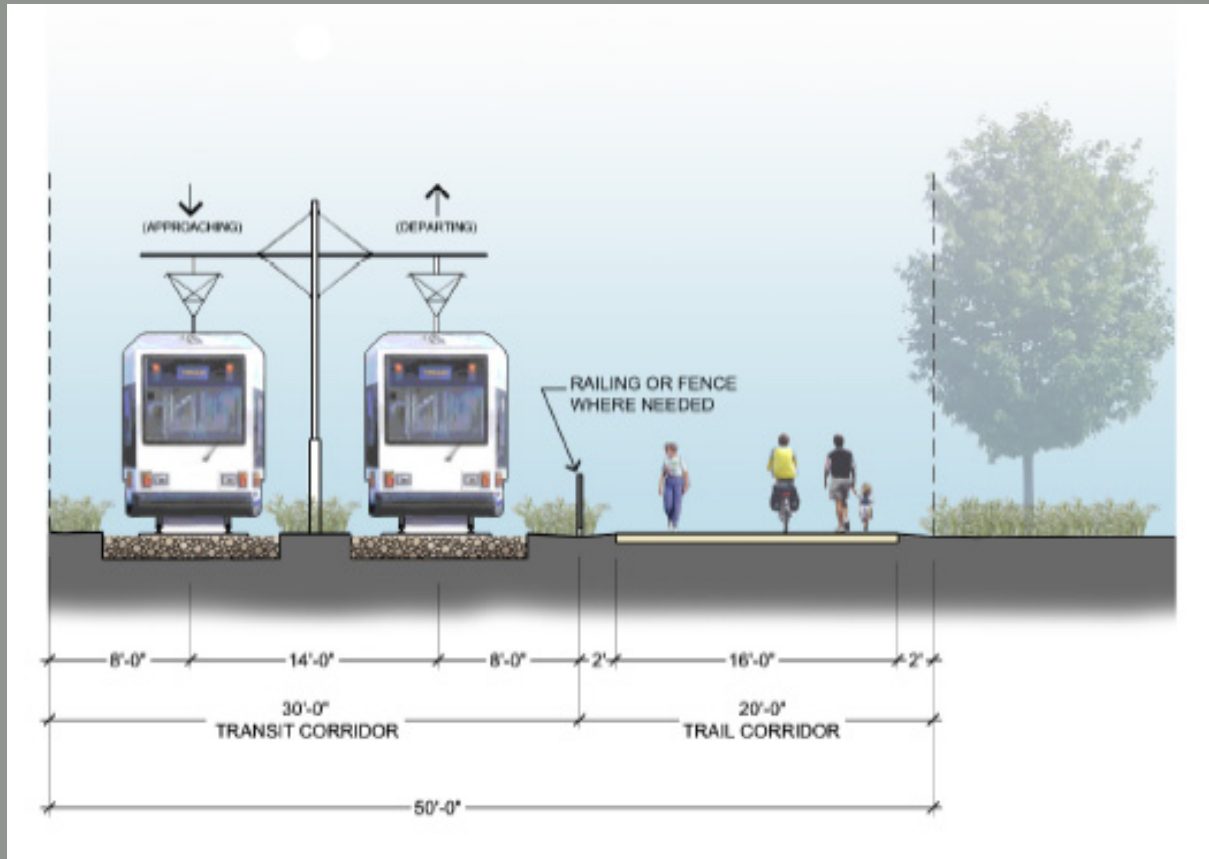 (APPROACHING)
(DEPARTING)
RAILING OR FENCE
WHERE NEEDED
8'-0"
14'-0"
8'-0"
2'
16'-0"
2'
30'-0"
TRANSIT CORRIDOR
20'-0"
TRAIL CORRIDOR
50'-0"